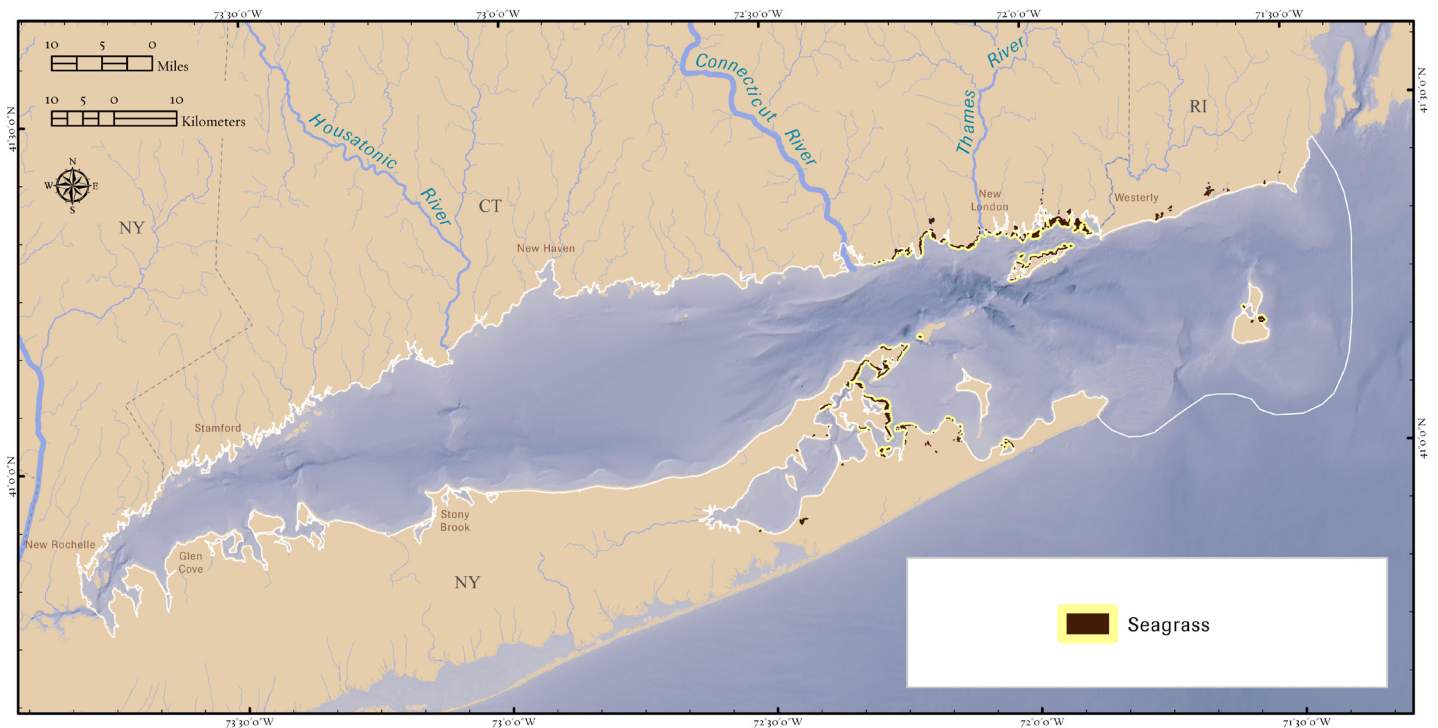 73°30'0"W
73°0'0"W
72°30'0"W
72°0'0"W
71°30'0"W
10 5 0
Miles
10 5 0 10
Kilometers
41°30'0"N
41°30'0"N
N
W E
S
NY
CT
RI
Housatonic
River
Connecticut River
Thames
River
New
London
Westerly
New Haven
Stamford
41°0'0"N
41°0'0"N
Stony
Brook
New Rochelle
Glen
Cove
NY
Seagrass
73°30'0"W
73°0'0"W
72°30'0"W
72°0'0"W
71°30'0"W